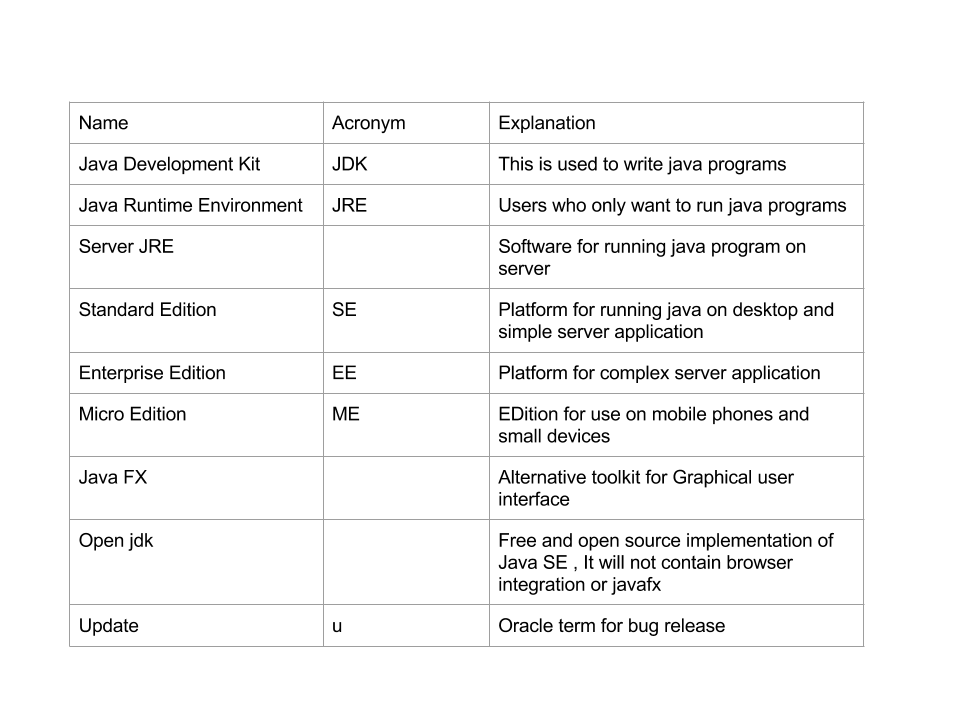 Name Acronym Explanation
Java Development Kit JDK This is used to write java programs
Java Runtime Environment JRE Users who only want to run java programs
Server JRE Software for running java program on
server
Standard Edition SE Platform for running java on desktop and
simple server application
Enterprise Edition EE Platform for complex server application
Micro Edition ME EDition for use on mobile phones and
small devices
Java FX Alternative toolkit for Graphical user
interface
Open jdk Free and open source implementation of
Java SE , It will not contain browser
integration or javafx
Update u Oracle term for bug release